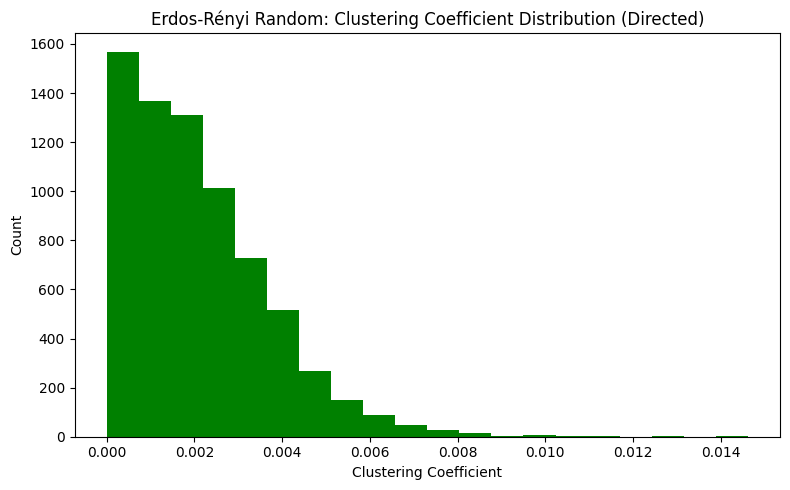 Erdos-Rényi Random: Clustering Coefficient Distribution (Directed)
1600
1400
1200
1000
800
600
400
200
0
Count
0.000 0.002 0.004 0.006 0.008 0.010 0.012 0.014
Clustering Coefficient